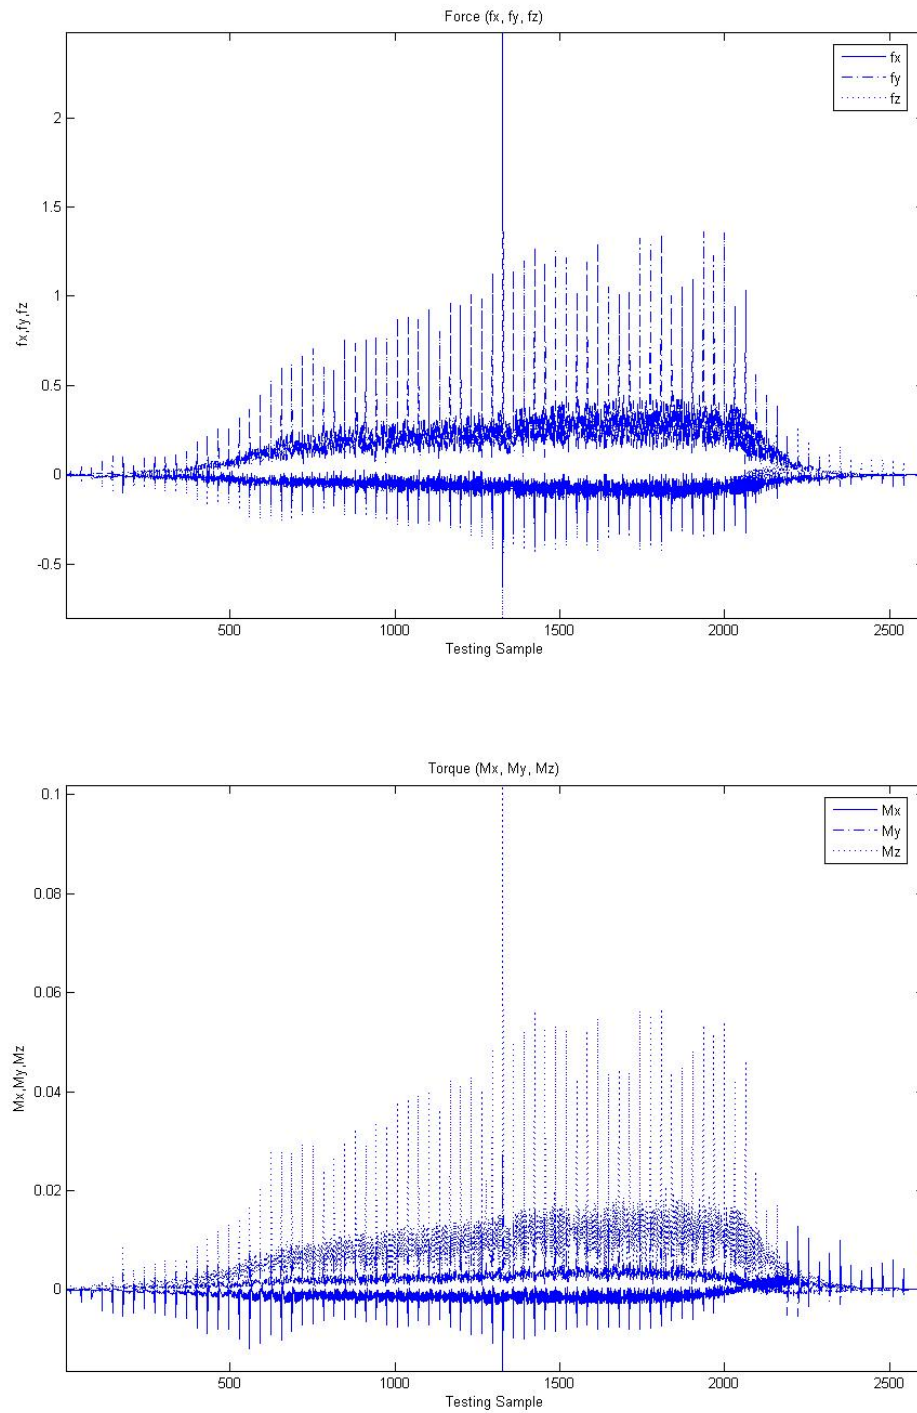 Force (fx, fy, fz)
fx
fy
fz
2
1.5
1
0.5
0
-0.5
fx,fy,fz
500
1000
1500
2000
2500
Testing Sample
Torque (Mx, My, Mz)
Mx
My
Mz
0.1
0.08
0.06
0.04
0.02
0
Mx,My,Mz
500
1000
1500
2000
2500
Testing Sample